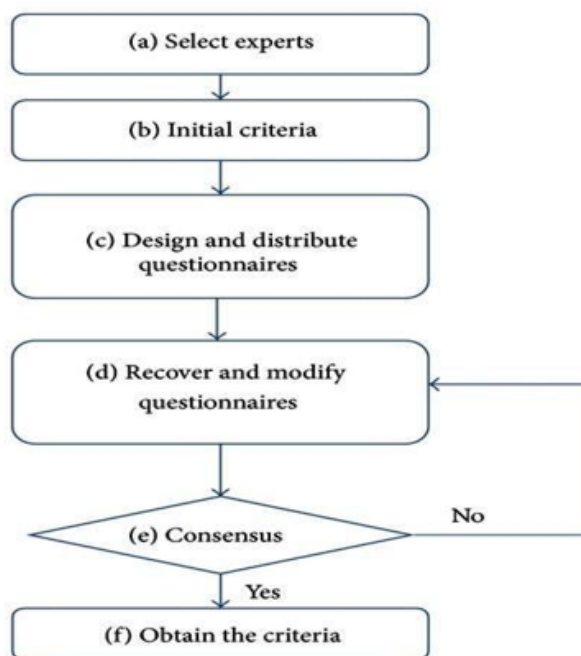 (a) Select experts
(b) Initial criteria
(c) Design and distribute
questionnaires
(d) Recover and modify
questionnaires
(e) Consensus
No
Yes
(f) Obtain the criteria